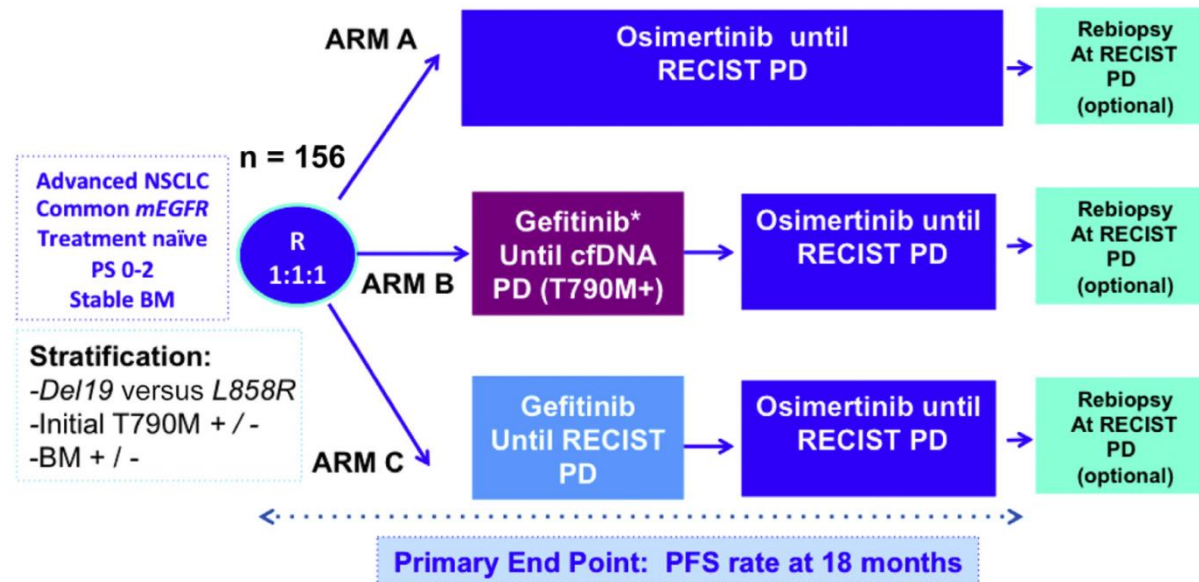 ARM A
Osimertinib until
RECIST PD
Rebiopsy
At RECIST
PD
(optional)
n = 156
Advanced NSCLC
Common mEGFR
Treatment naïve
PS 0-2
Stable BM
R
1:1:1
ARM B
Gefitinib*
Until cfDNA
PD (T790M+)
Osimertinib until
RECIST PD
Rebiopsy
At RECIST
PD
(optional)
Stratification:
-Del19 versus L858R
-Initial T790M + / -
-BM + / -
ARM C
Gefitinib
Until RECIST
PD
Osimertinib until
RECIST PD
Rebiopsy
At RECIST
PD
(optional)
Primary End Point: PFS rate at 18 months